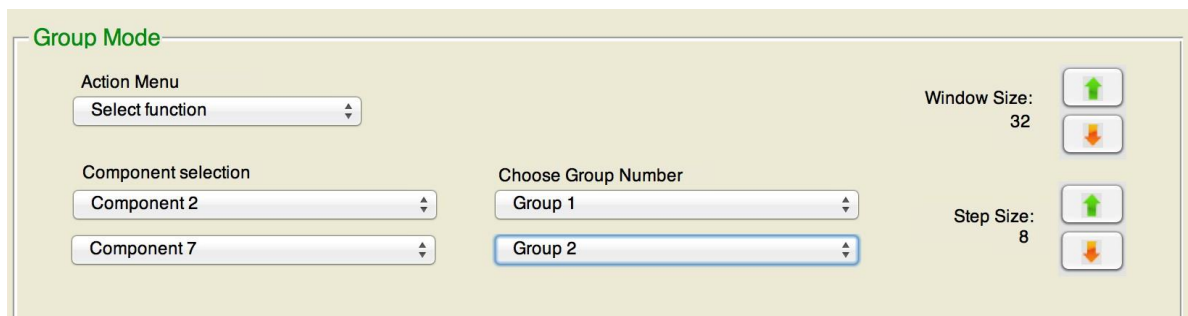 Group Mode
Action Menu
Select function
Window Size:
32
Component selection
Choose Group Number
Component 2
Group 1
Step Size:
8
Component 7
Group 2